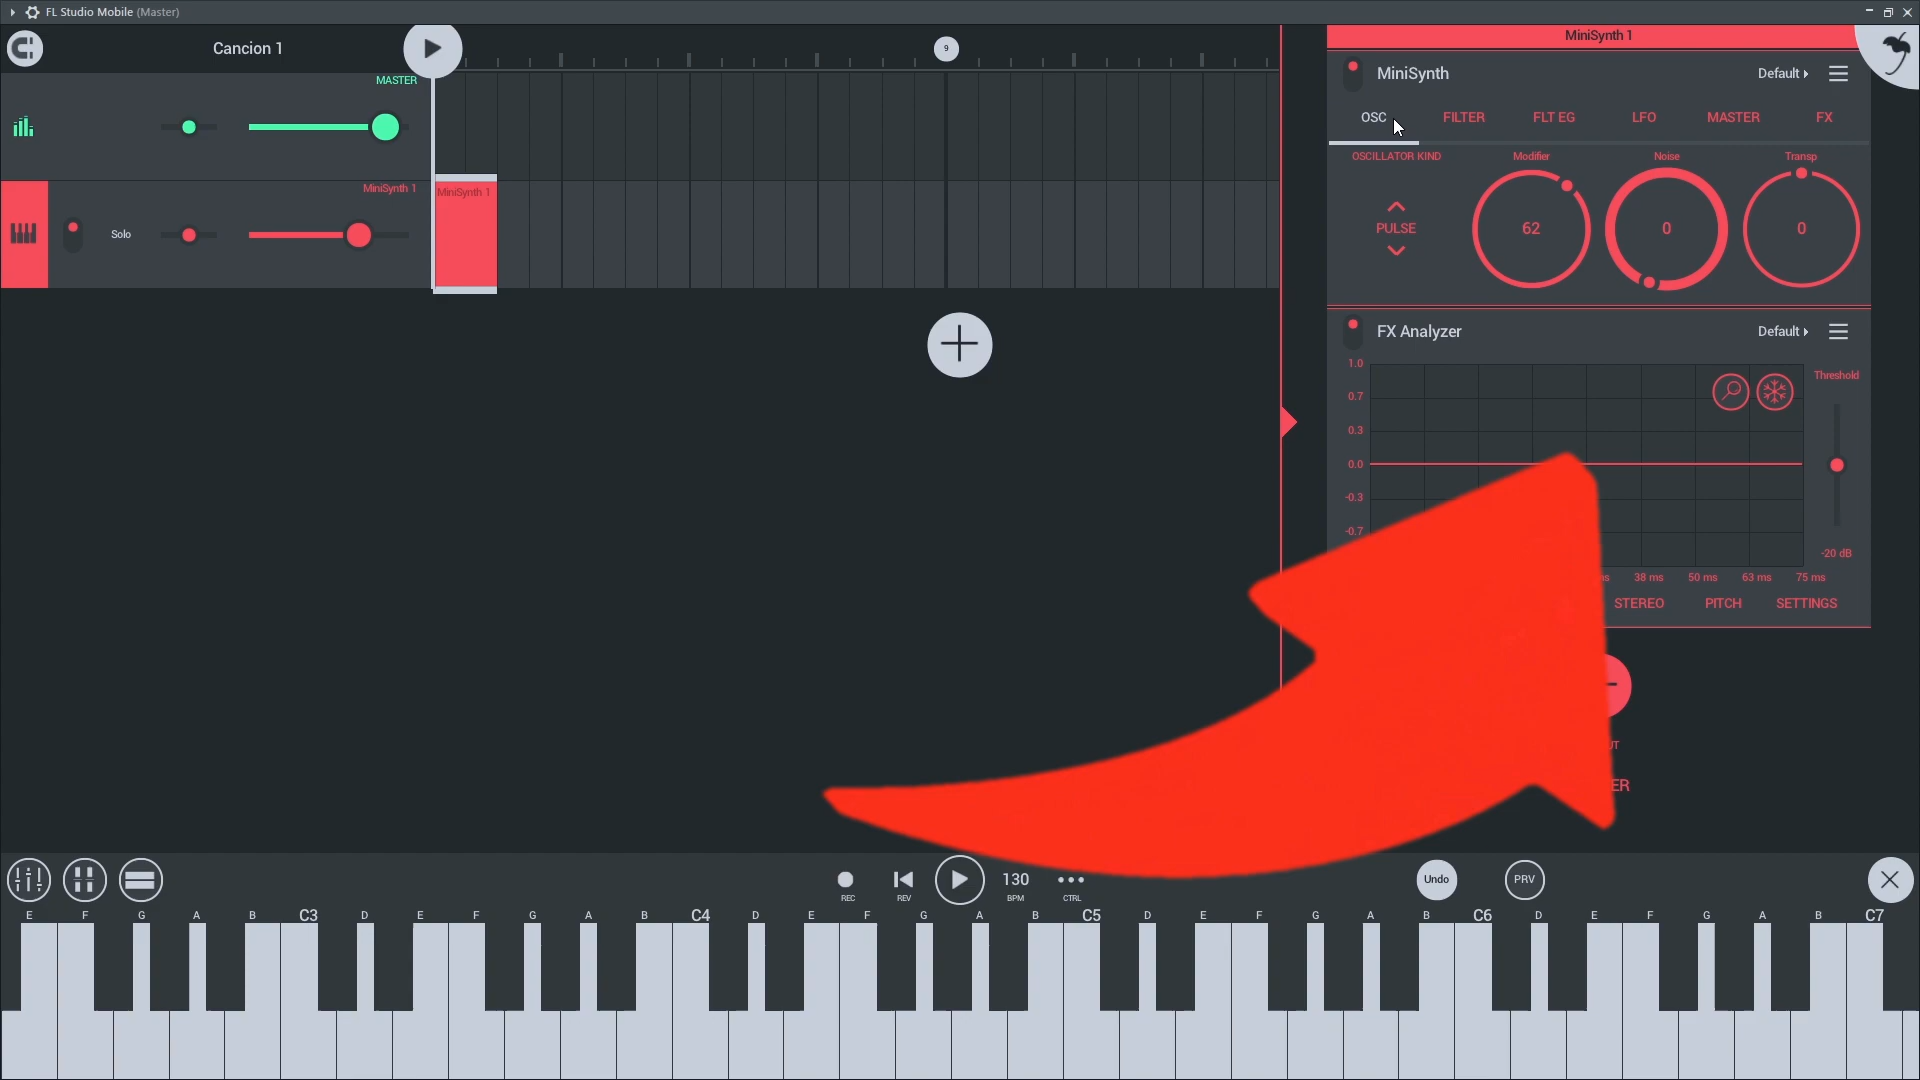 FL Studio Mobile (Master)
Cancion 1
9
MiniSynth 1
MASTER
MiniSynth
Default
OSC FILTER FLT EG LFO MASTER FX
OSCILLATOR KIND Modifier Noise Transp
PULSE 62 0 0
MiniSynth 1
MiniSynth 1
Solo
FX Analyzer
Default
1.0
0.7
0.3
0.0
-0.3
-0.7
Threshold
-20 dB
38 ms 50 ms 63 ms 75 ms
STEREO PITCH SETTINGS
REC
REV
130
BPM
CTRL
Undo
PRV
E F G A B C3 D E F G A B C4 D E F G A B C5 D E F G A B C6 D E F G A B C7